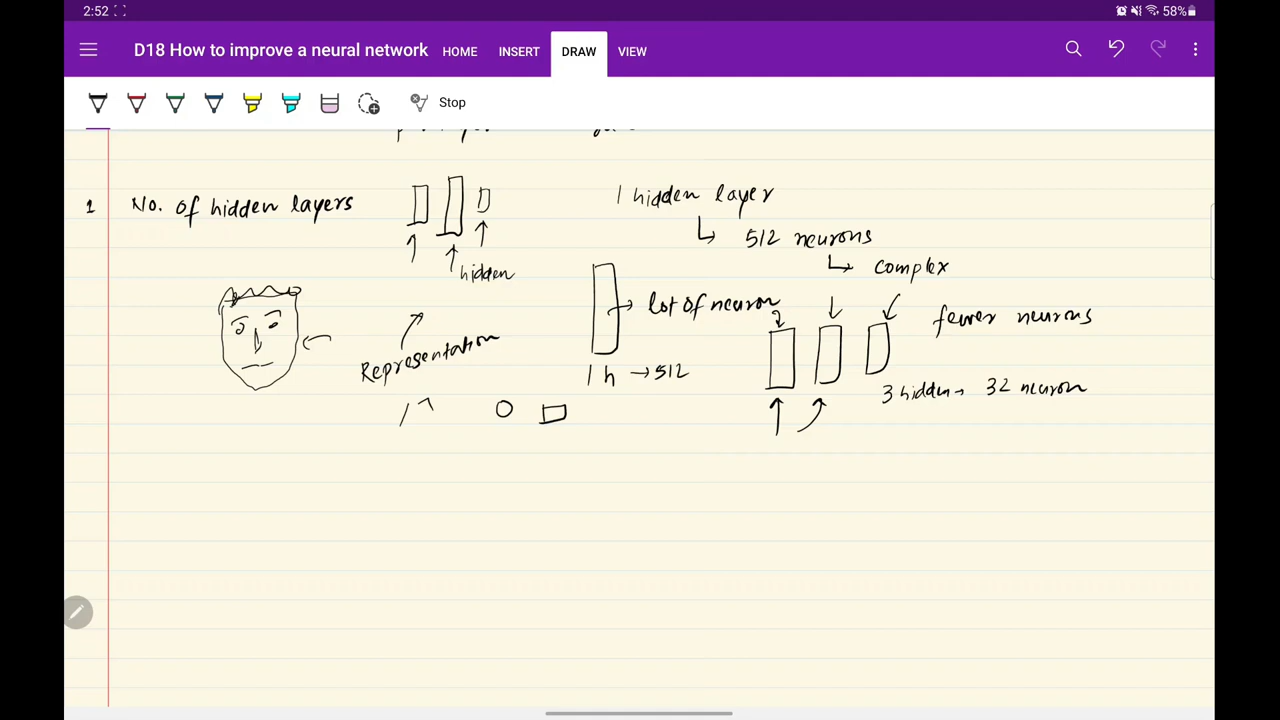 2:52
58%
D18 How to improve a neural network
HOME
INSERT
DRAW
VIEW
Stop
1 No. of hidden layers
hidden
1 hidden layer
512 neurons
complex
lot of neuron
fewer neurons
Representation
1 h → 512
3 hidden → 32 neuron